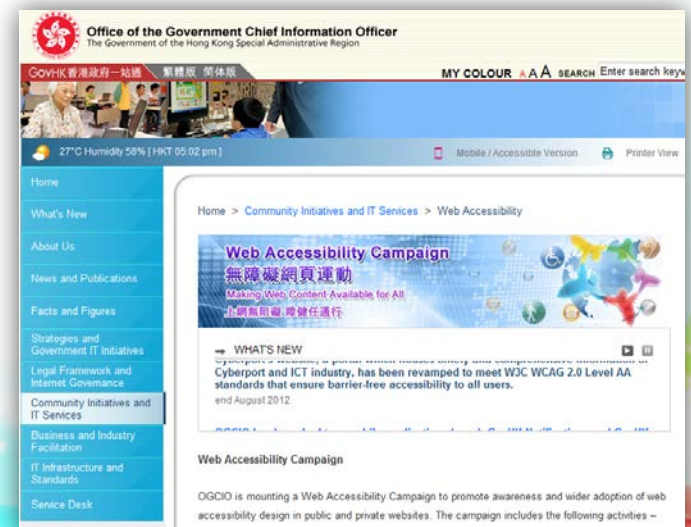 Office of the Government Chief Information Officer
The Government of the Hong Kong Special Administrative Region
GovHK香港政府一站通 繁體版 简体版
MY COLOUR A A A SEARCH Enter search keyw
27°C Humidity 58% [ HKT 05:02 pm ]
Mobile / Accessible Version Printer View
Home
What's New
About Us
News and Publications
Facts and Figures
Strategies and
Government IT Initiatives
Legal Framework and
Internet Governance
Community Initiatives and
IT Services
Business and Industry
Facilitation
IT Infrastructure and
Standards
Service Desk
Home > Community Initiatives and IT Services > Web Accessibility
Web Accessibility Campaign
無障礙網頁運動
Making Web Content Available for All
上網無阻礙 障健任通行
WHAT'S NEW
Cyberport and ICT industry, has been revamped to meet W3C WCAG 2.0 Level AA
standards that ensure barrier-free accessibility to all users.
end August 2012
Web Accessibility Campaign
OGCIO is mounting a Web Accessibility Campaign to promote awareness and wider adoption of web
accessibility design in public and private websites. The campaign includes the following activities –